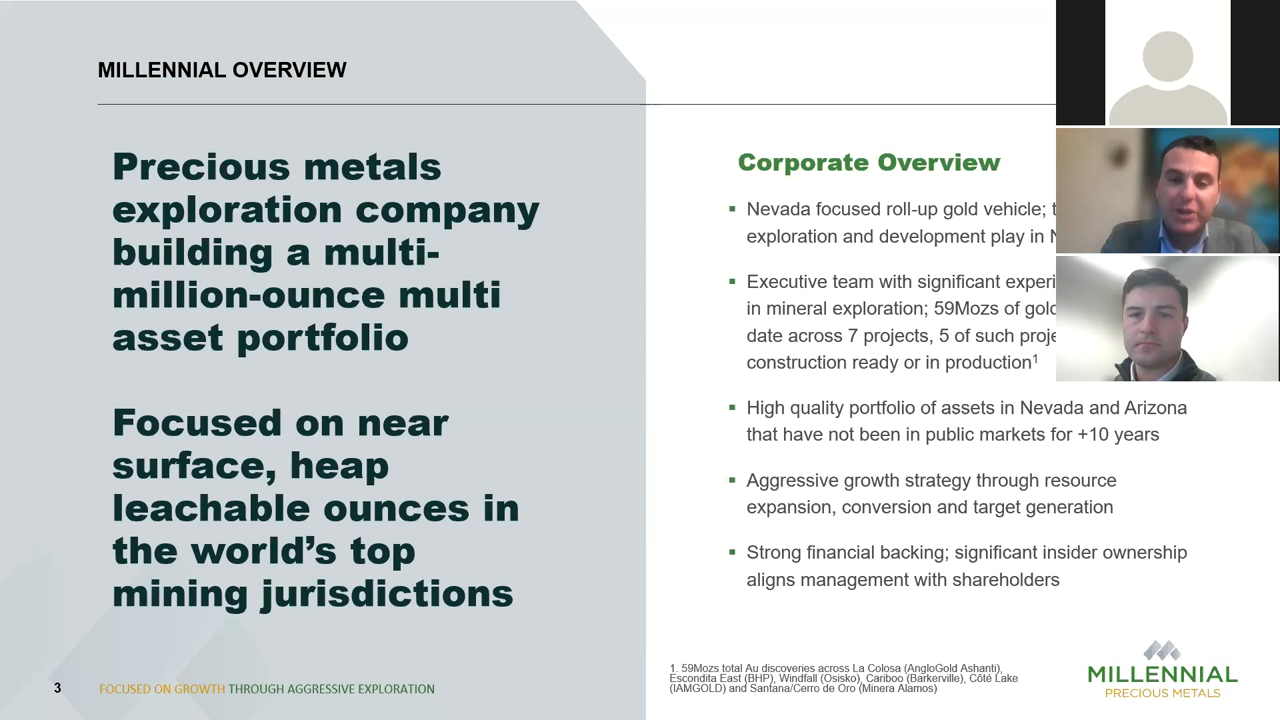 MILLENNIAL OVERVIEW
Precious metals
exploration company
building a multi-
million-ounce multi
asset portfolio
Focused on near
surface, heap
leachable ounces in
the world's top
mining jurisdictions
Corporate Overview
▪ Nevada focused roll-up gold vehicle;
exploration and development play in
▪ Executive team with significant
in mineral exploration; 59Mozs of
date across 7 projects, 5 of such
construction ready or in production¹
▪ High quality portfolio of assets in Nevada and Arizona
that have not been in public markets for +10 years
▪ Aggressive growth strategy through resource
expansion, conversion and target generation
▪ Strong financial backing; significant insider ownership
aligns management with shareholders
1. 59Mozs total Au discoveries across La Colosa (AngloGold Ashanti),
Escondita East (BHP), Windfall (Osisko), Cariboo (Barkerville), Côté Lake
(IAMGOLD) and Santana/Cerro de Oro (Minera Alamos)
MILLENNIAL
PRECIOUS METALS
3
FOCUSED ON GROWTH THROUGH AGGRESSIVE EXPLORATION